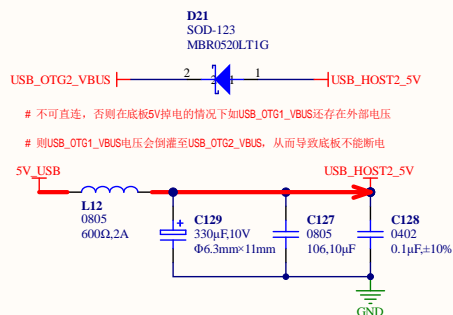 D21
SOD-123
MBR0520LT1G
USB_OTG2_VBUS 2 1 USB_HOST2_5V
# 不可直连，否则在底板5V掉电的情况下如USB_OTG1_VBUS还存在外部电压
# 则USB_OTG1_VBUS电压会倒灌至USB_OTG2_VBUS，从而导致底板不能断电
5V_USB USB_HOST2_5V
L12
0805
600Ω,2A
+
C129
330μF,10V
Φ6.3mm×11mm
C127
0805
106,10μF
C128
0402
0.1μF,±10%
GND